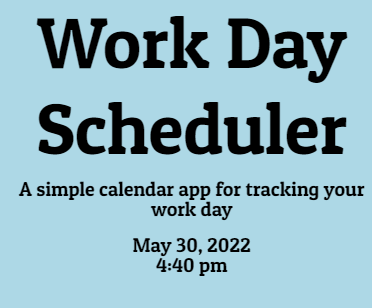 Work Day
Scheduler
A simple calendar app for tracking your
work day
May 30, 2022
4:40 pm